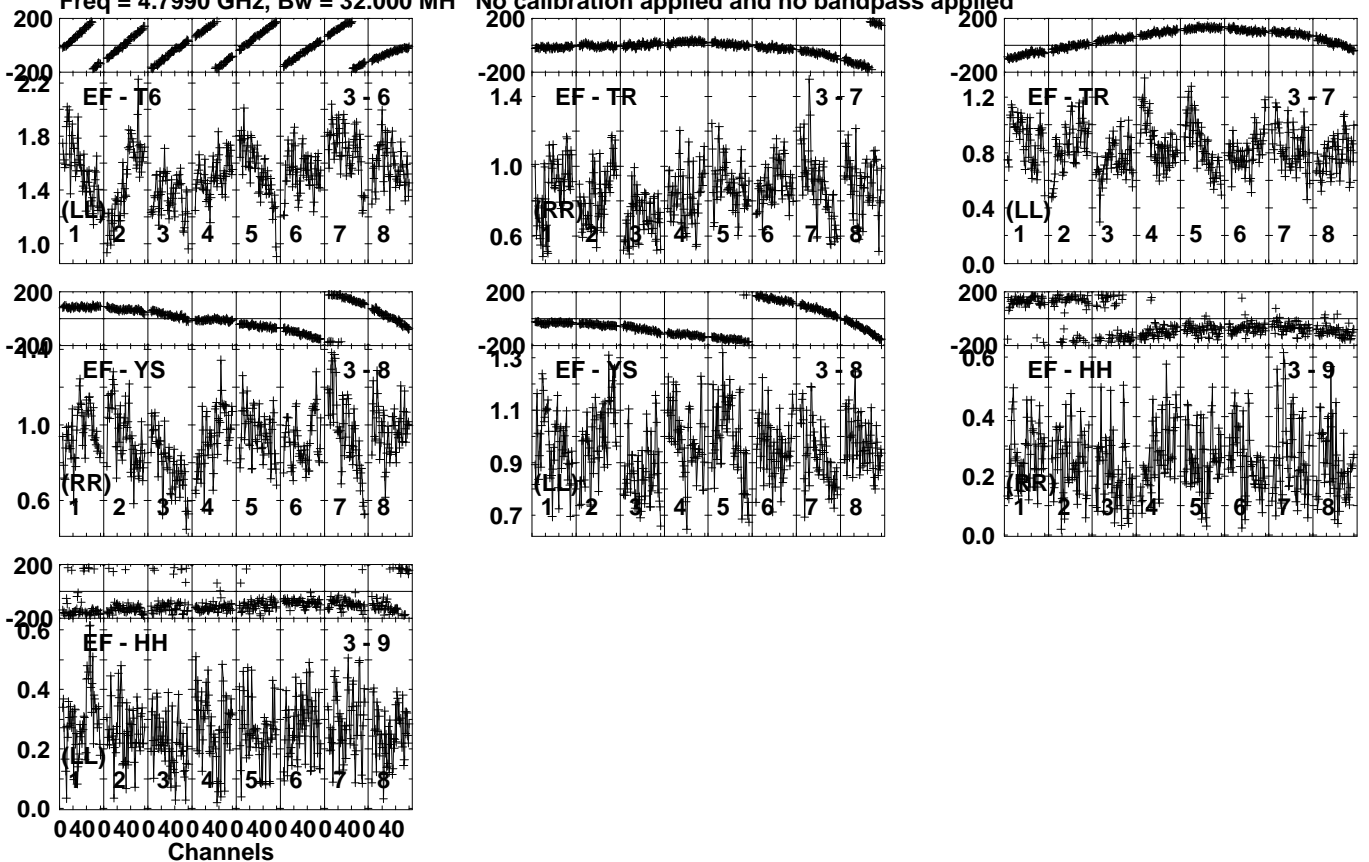 Freq = 4.7990 GHz, Bw = 32.000 MH No calibration applied and no bandpass applied
200
-200
2.2
1.8
1.4
1.0
EF - T6 3 - 6
(LL)
1 2 3 4 5 6 7 8
200
-200
1.4
1.0
0.6
EF - TR 3 - 7
(RR)
1 2 3 4 5 6 7 8
200
-200
1.2
0.8
0.4
0.0
EF - TR 3 - 7
(LL)
1 2 3 4 5 6 7 8
200
-200
1.4
1.0
0.6
EF - YS 3 - 8
(RR)
1 2 3 4 5 6 7 8
200
-200
1.3
1.1
0.9
0.7
EF - YS 3 - 8
(LL)
1 2 3 4 5 6 7 8
200
-200
0.6
0.4
0.2
0.0
EF - HH 3 - 9
(RR)
1 2 3 4 5 6 7 8
200
-200
0.6
0.4
0.2
0.0
EF - HH 3 - 9
(LL)
1 2 3 4 5 6 7 8
0 40 0 40 0 40 0 40 0 40 0 40 0 40 0 40
Channels